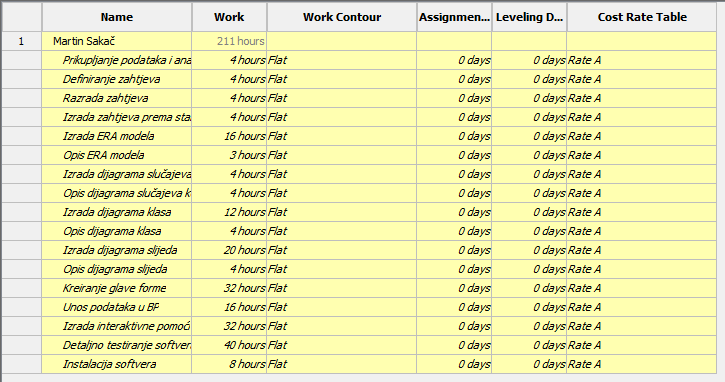 Name Work Work Contour Assignmen... Leveling D... Cost Rate Table
1 Martin Sakač 211 hours
Prikupljanje podataka i ana 4 hours Flat 0 days 0 days Rate A
Definiranje zahtjeva 4 hours Flat 0 days 0 days Rate A
Razrada zahtjeva 4 hours Flat 0 days 0 days Rate A
Izrada zahtjeva prema sta 4 hours Flat 0 days 0 days Rate A
Izrada ERA modela 16 hours Flat 0 days 0 days Rate A
Opis ERA modela 3 hours Flat 0 days 0 days Rate A
Izrada dijagrama slučajeva 4 hours Flat 0 days 0 days Rate A
Opis dijagrama slučajeva k 4 hours Flat 0 days 0 days Rate A
Izrada dijagrama klasa 12 hours Flat 0 days 0 days Rate A
Opis dijagrama klasa 4 hours Flat 0 days 0 days Rate A
Izrada dijagrama slijeda 20 hours Flat 0 days 0 days Rate A
Opis dijagrama slijeda 4 hours Flat 0 days 0 days Rate A
Kreiranje glave forme 32 hours Flat 0 days 0 days Rate A
Unos podataka u BP 16 hours Flat 0 days 0 days Rate A
Izrada interaktivne pomoći 32 hours Flat 0 days 0 days Rate A
Detaljno testiranje softver 40 hours Flat 0 days 0 days Rate A
Instalacija softvera 8 hours Flat 0 days 0 days Rate A